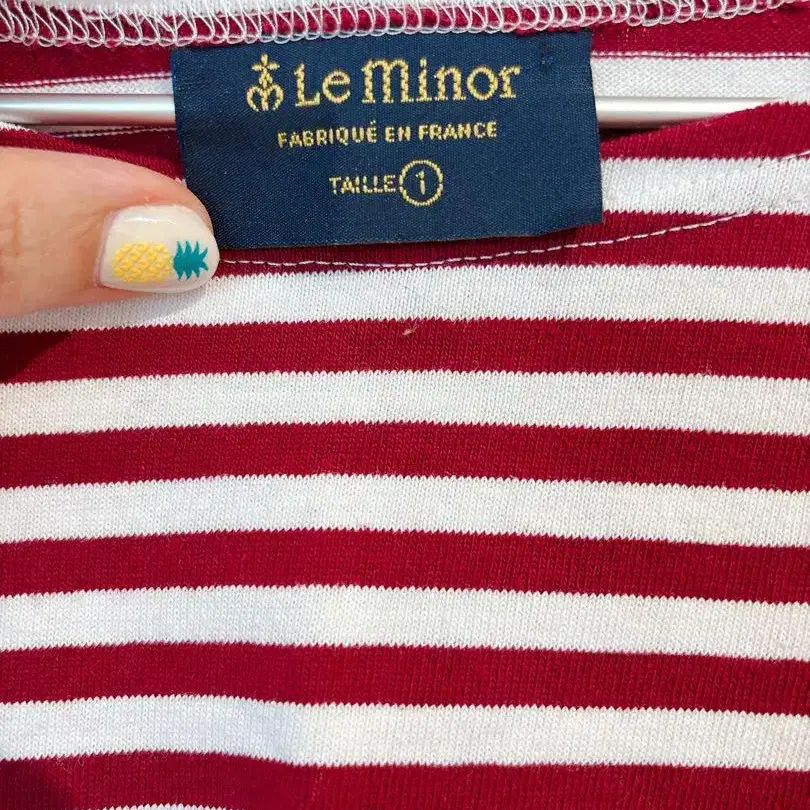 Le Minor
FABRIQUÉ EN FRANCE
TAILLE 1